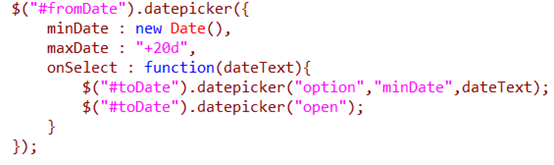 $("#fromDate").datepicker({
    minDate : new Date(),
    maxDate : "+20d",
    onSelect : function(dateText){
        $("#toDate").datepicker("option","minDate",dateText);
        $("#toDate").datepicker("open");
    }
});